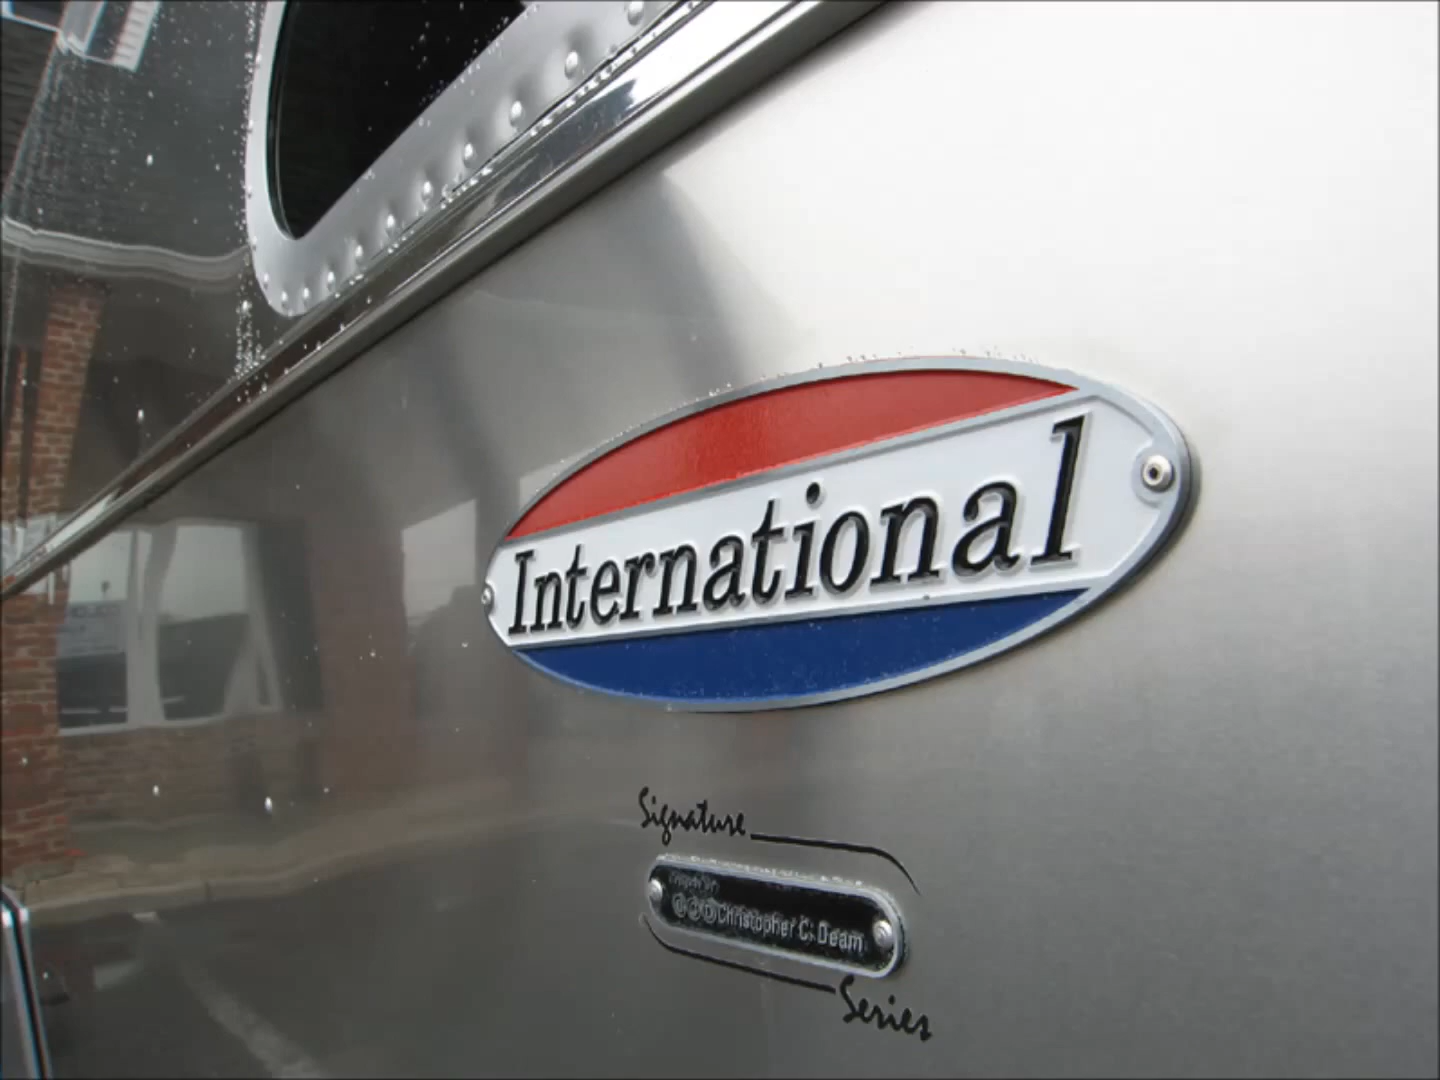 International
Signature
Christopher C. Deam
Series